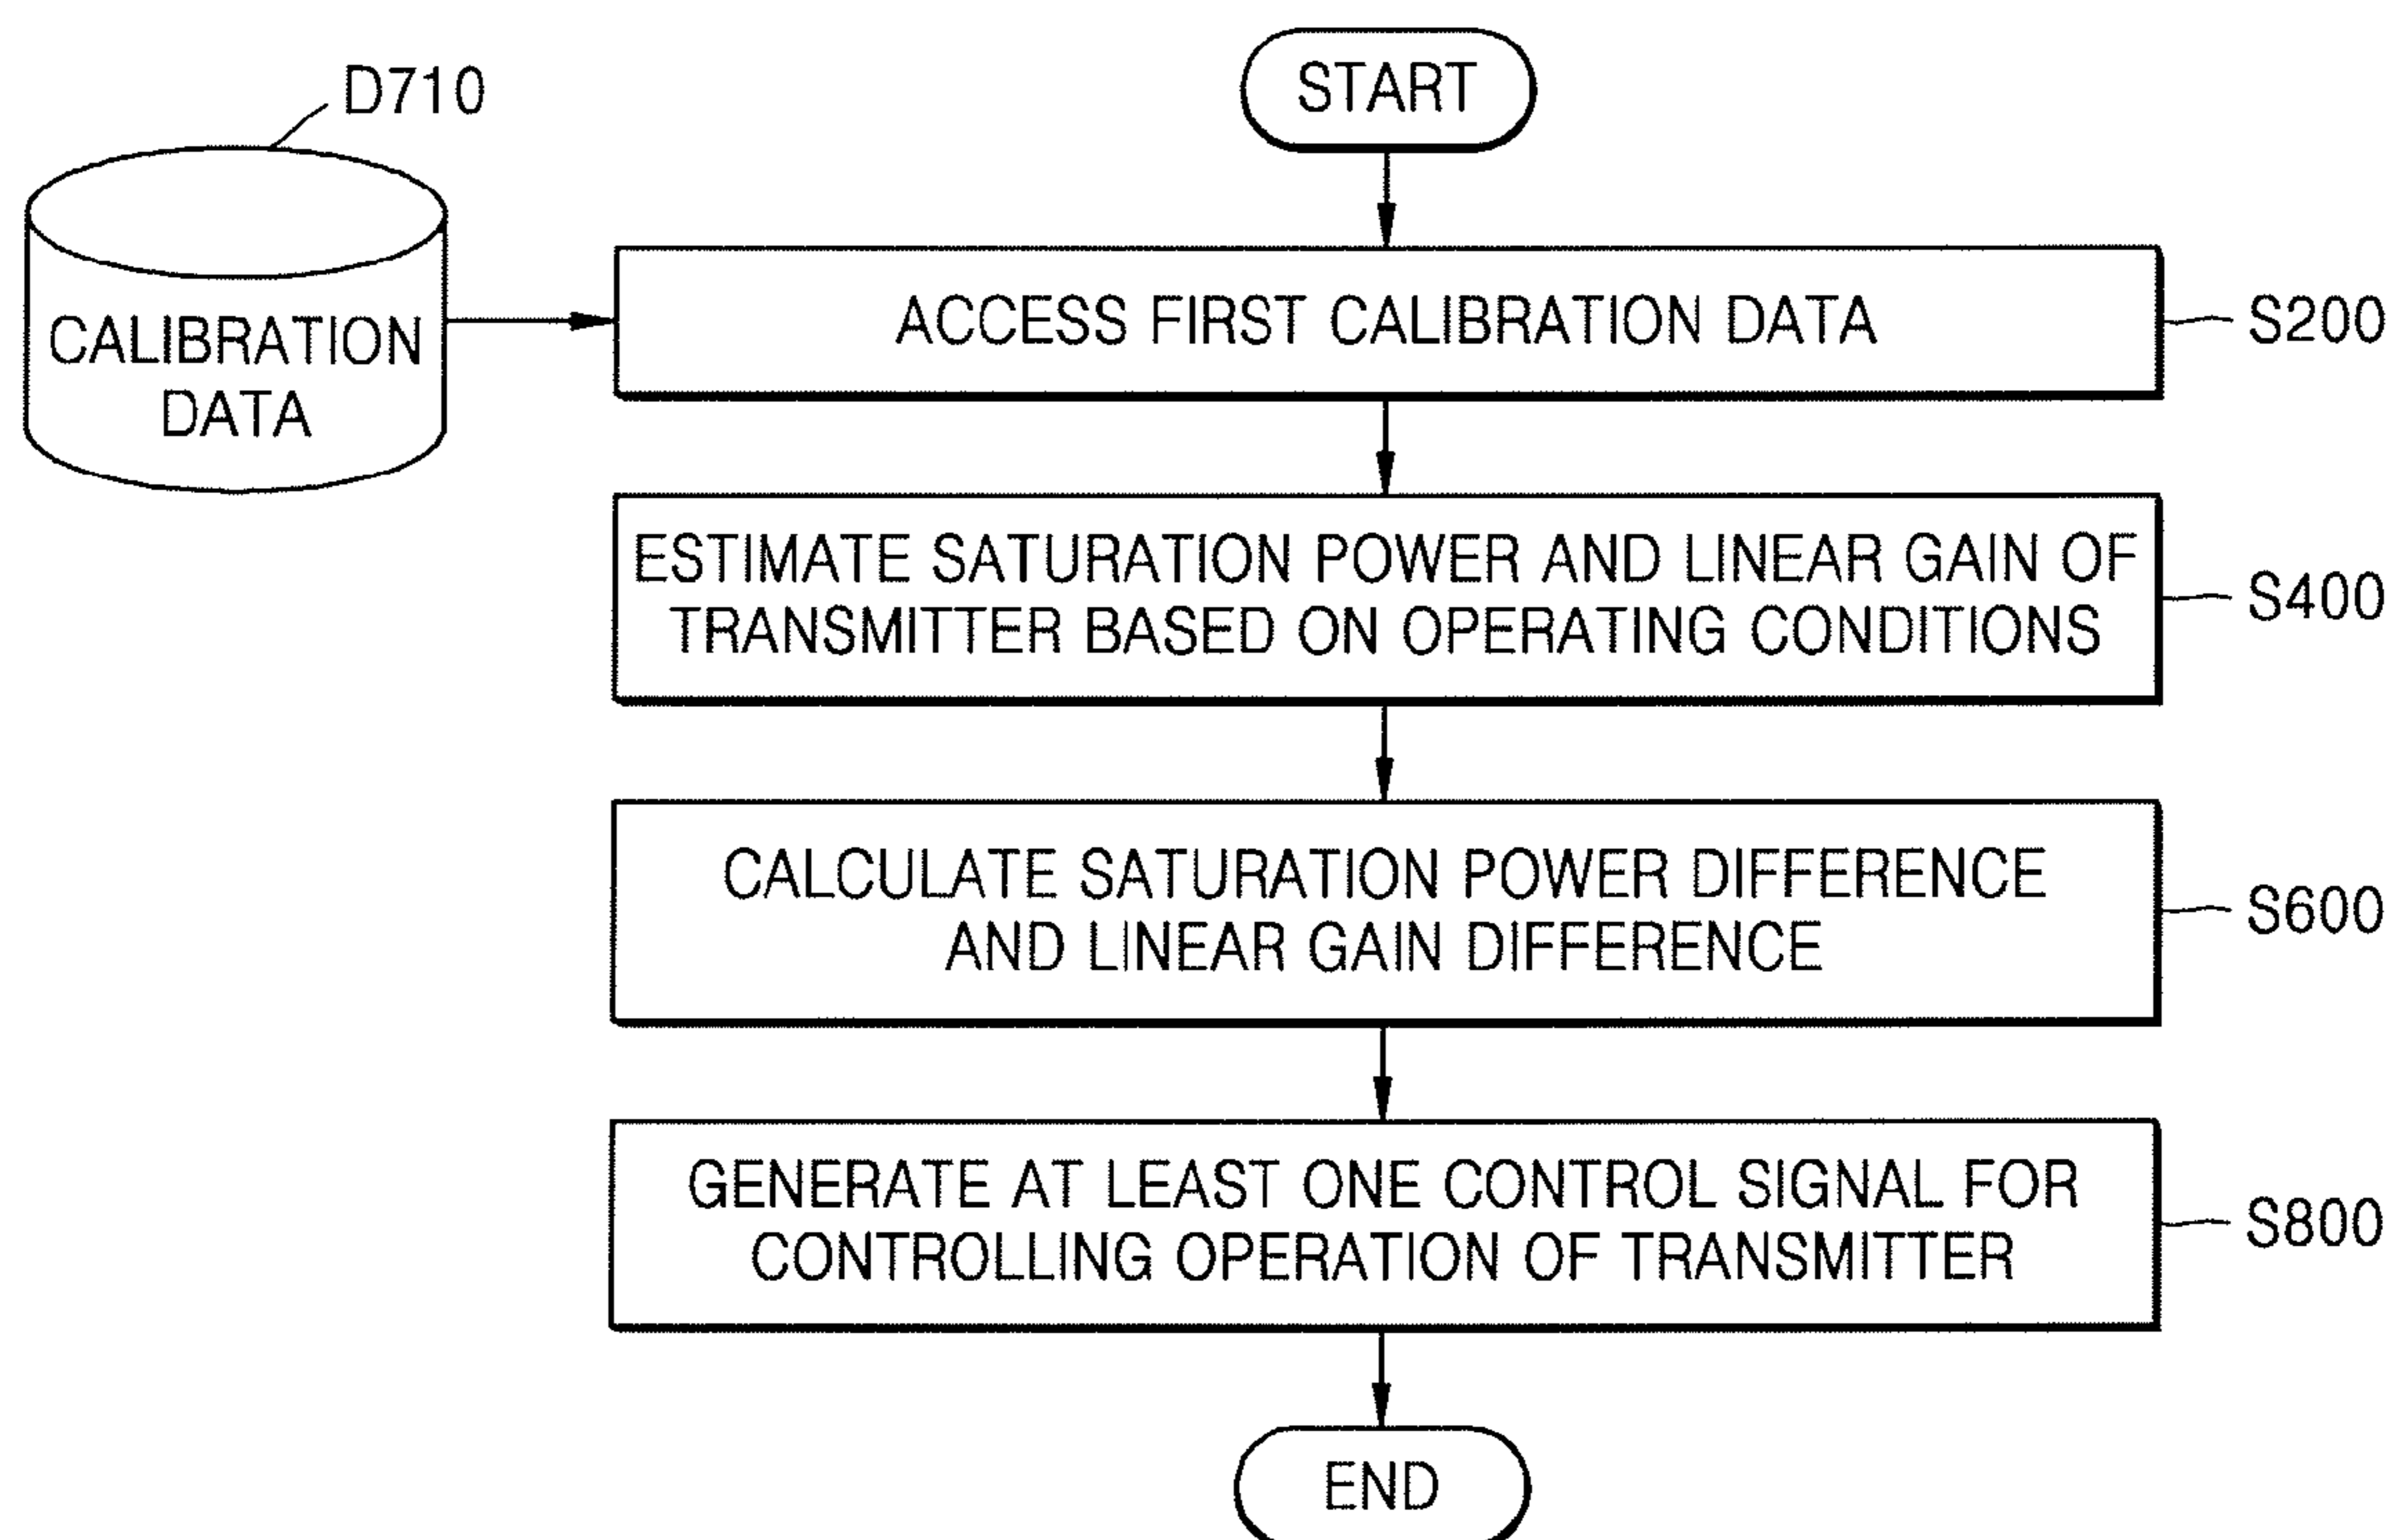 D710
CALIBRATION
DATA
START
ACCESS FIRST CALIBRATION DATA
S200
ESTIMATE SATURATION POWER AND LINEAR GAIN OF
TRANSMITTER BASED ON OPERATING CONDITIONS
S400
CALCULATE SATURATION POWER DIFFERENCE
AND LINEAR GAIN DIFFERENCE
S600
GENERATE AT LEAST ONE CONTROL SIGNAL FOR
CONTROLLING OPERATION OF TRANSMITTER
S800
END